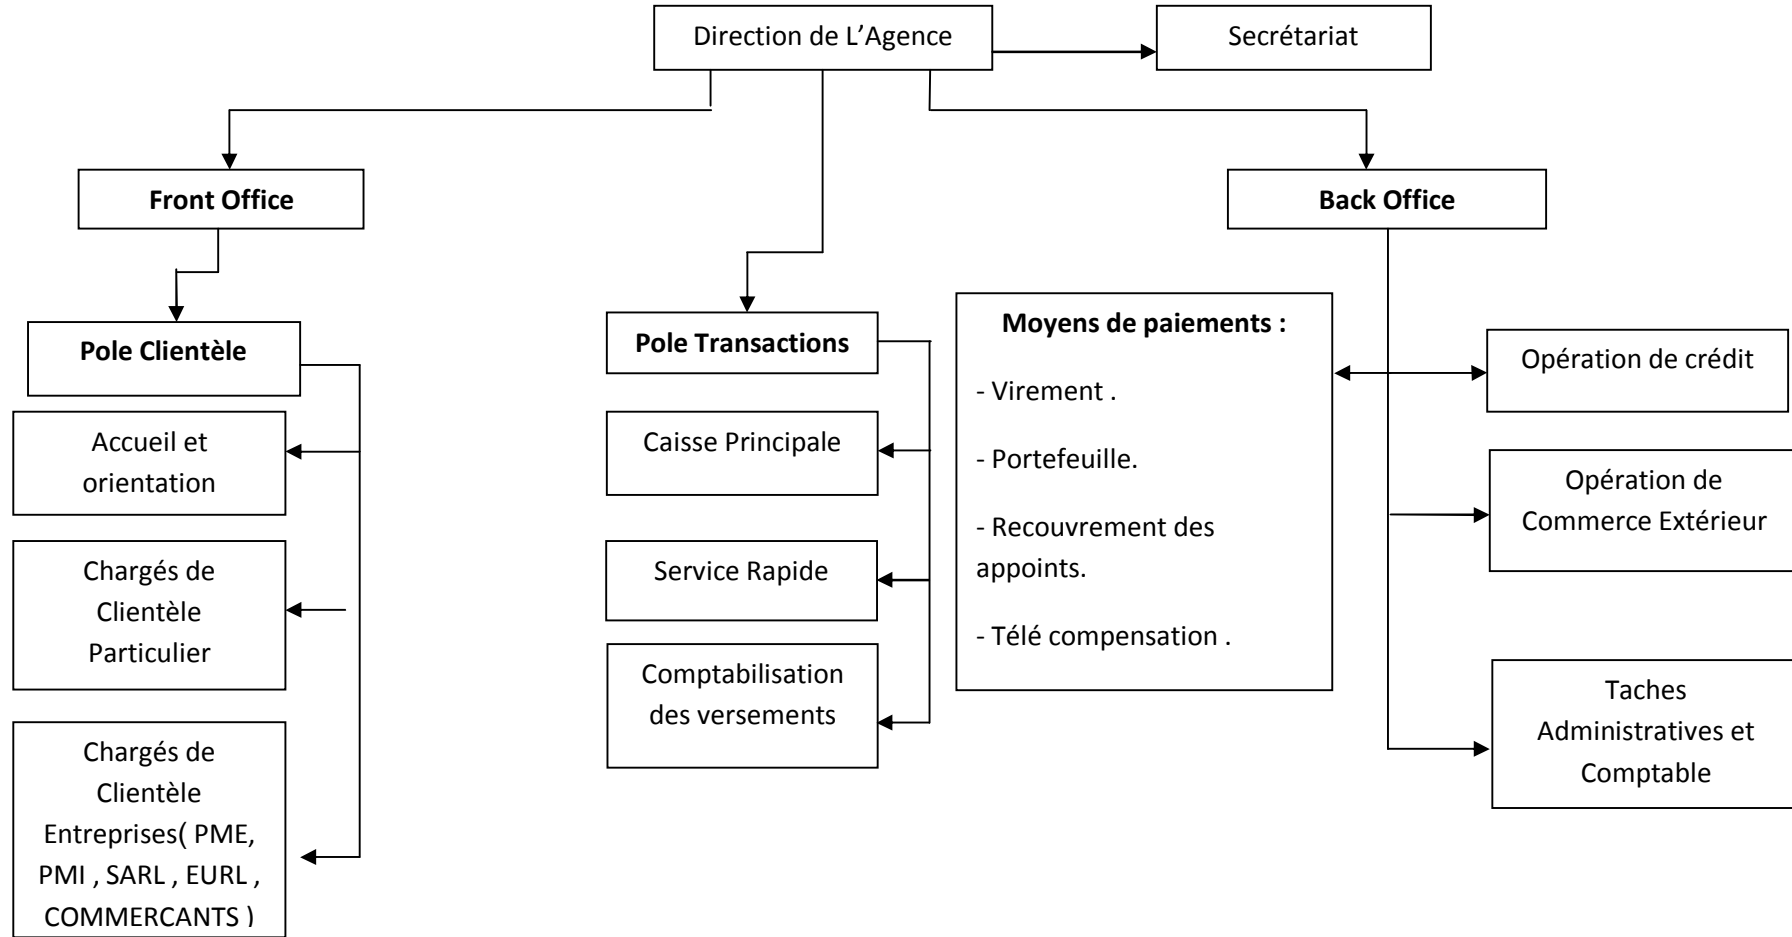 Direction de L’Agence
Secrétariat
Front Office
Back Office
Pole Clientèle
Accueil et
orientation
Chargés de
Clientèle
Particulier
Chargés de
Clientèle
Entreprises( PME,
PMI , SARL , EURL ,
COMMERCANTS )
Pole Transactions
Caisse Principale
Service Rapide
Comptabilisation
des versements
Moyens de paiements :
- Virement .
- Portefeuille.
- Recouvrement des
appoints.
- Télé compensation .
Opération de crédit
Opération de
Commerce Extérieur
Taches
Administratives et
Comptable